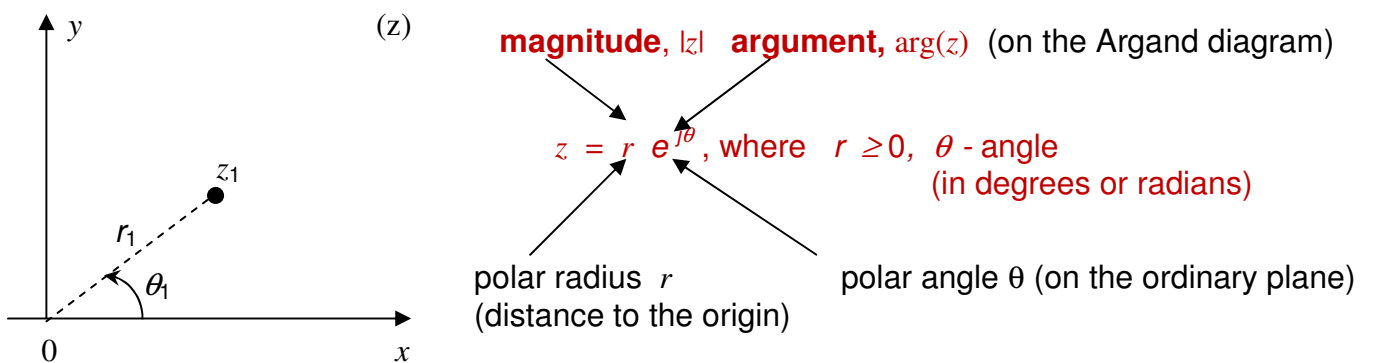 y
(z)
z₁
r₁
θ₁
0
x
magnitude, |z| argument, arg(z) (on the Argand diagram)
z = r e^{jθ}, where r ≥ 0, θ - angle
(in degrees or radians)
polar radius r
(distance to the origin)
polar angle θ (on the ordinary plane)